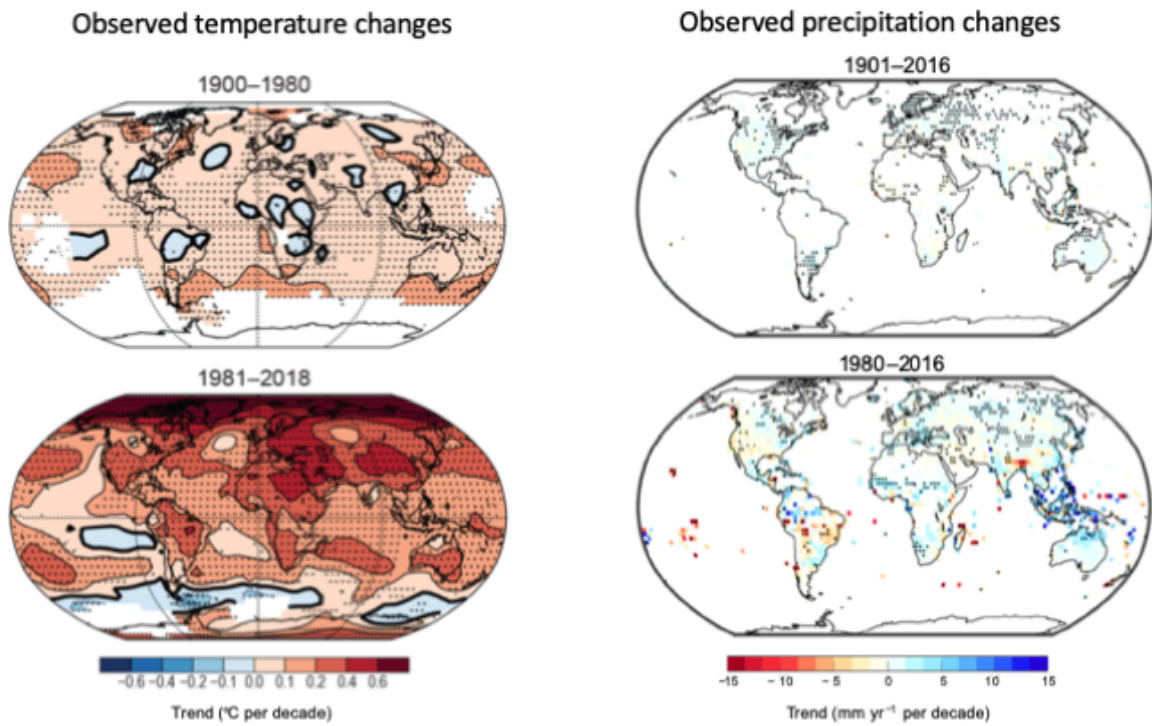 Observed temperature changes
1900–1980
1981–2018
−0.6 −0.4 −0.2 −0.1 0.0 0.1 0.2 0.4 0.6
Trend (°C per decade)
Observed precipitation changes
1901–2016
1980–2016
−15 − 10 − 5 0 5 10 15
Trend (mm yr⁻¹ per decade)